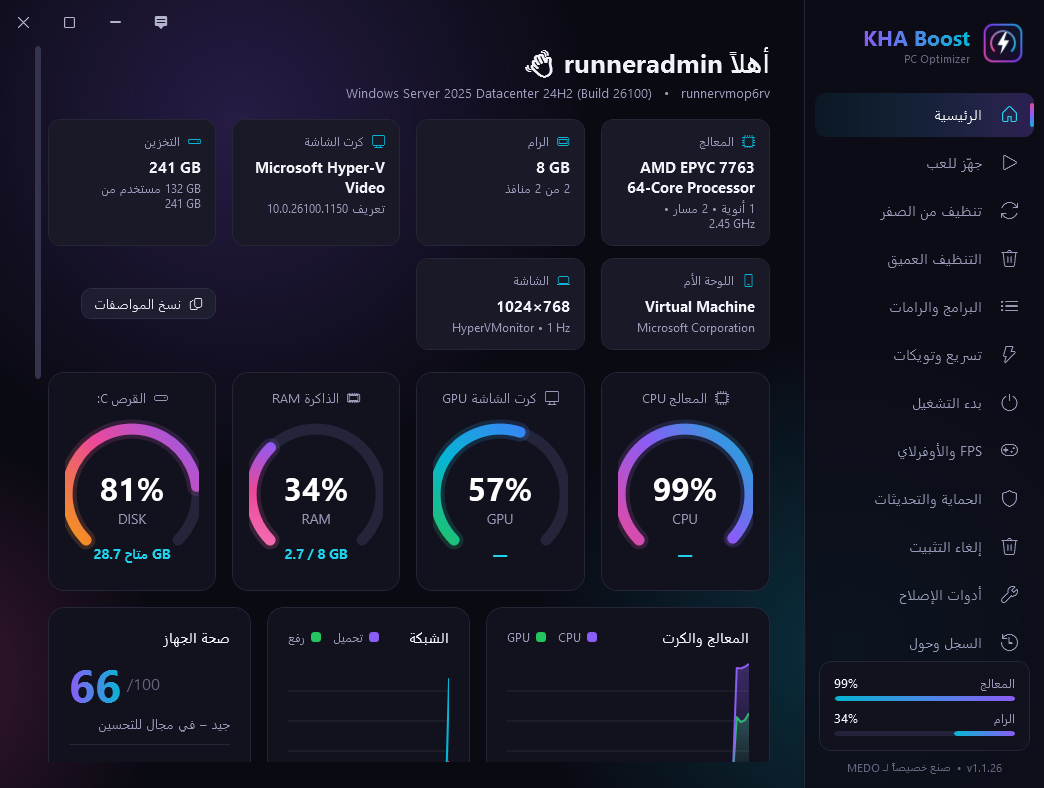 KHA Boost
PC Optimizer
الرئيسية
جهّز للعب
تنظيف من الصفر
التنظيف العميق
البرامج والرامات
تسريع وتويكات
بدء التشغيل
FPS والأوفرلاي
الحماية والتحديثات
إلغاء التثبيت
أدوات الإصلاح
السجل وحول
المعالج 99%
الرام 34%
v1.1.26 • صنع خصيصاً لـ MEDO
أهلاً runneradmin
runnervmop6rv • Windows Server 2025 Datacenter 24H2 (Build 26100)
المعالج
AMD EPYC 7763
64-Core Processor
1 أنوية • 2 مسار •
2.45 GHz
الرام
8 GB
2 من 2 منافذ
كرت الشاشة
Microsoft Hyper-V
Video
تعريف 10.0.26100.1150
التخزين
241 GB
132 GB مستخدم من
241 GB
اللوحة الأم
Virtual Machine
Microsoft Corporation
الشاشة
1024×768
HyperVMonitor • 1 Hz
نسخ المواصفات
المعالج CPU
99%
CPU
—
كرت الشاشة GPU
57%
GPU
—
الذاكرة RAM
34%
RAM
2.7 / 8 GB
القرص C:
81%
DISK
28.7 متاح GB
المعالج والكرت
CPU
GPU
الشبكة
تحميل
رفع
صحة الجهاز
66 /100
جيد – في مجال للتحسين